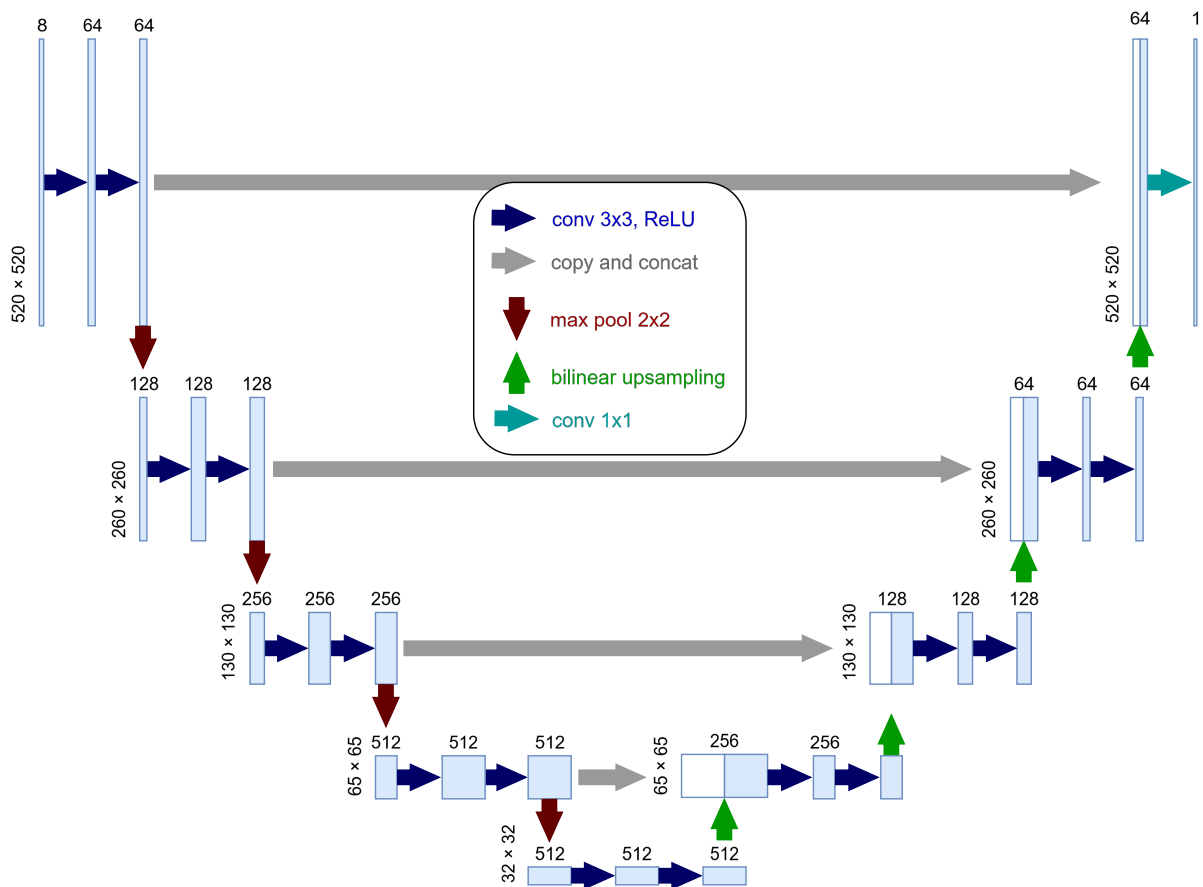 8 64 64
64 1
520 × 520
520 × 520
conv 3x3, ReLU
copy and concat
max pool 2x2
bilinear upsampling
conv 1x1
128 128 128
64 64 64
260 × 260
260 × 260
256 256 256
128 128 128
130 × 130
130 × 130
512 512 512
256 256
65 × 65
65 × 65
512 512 512
32 × 32